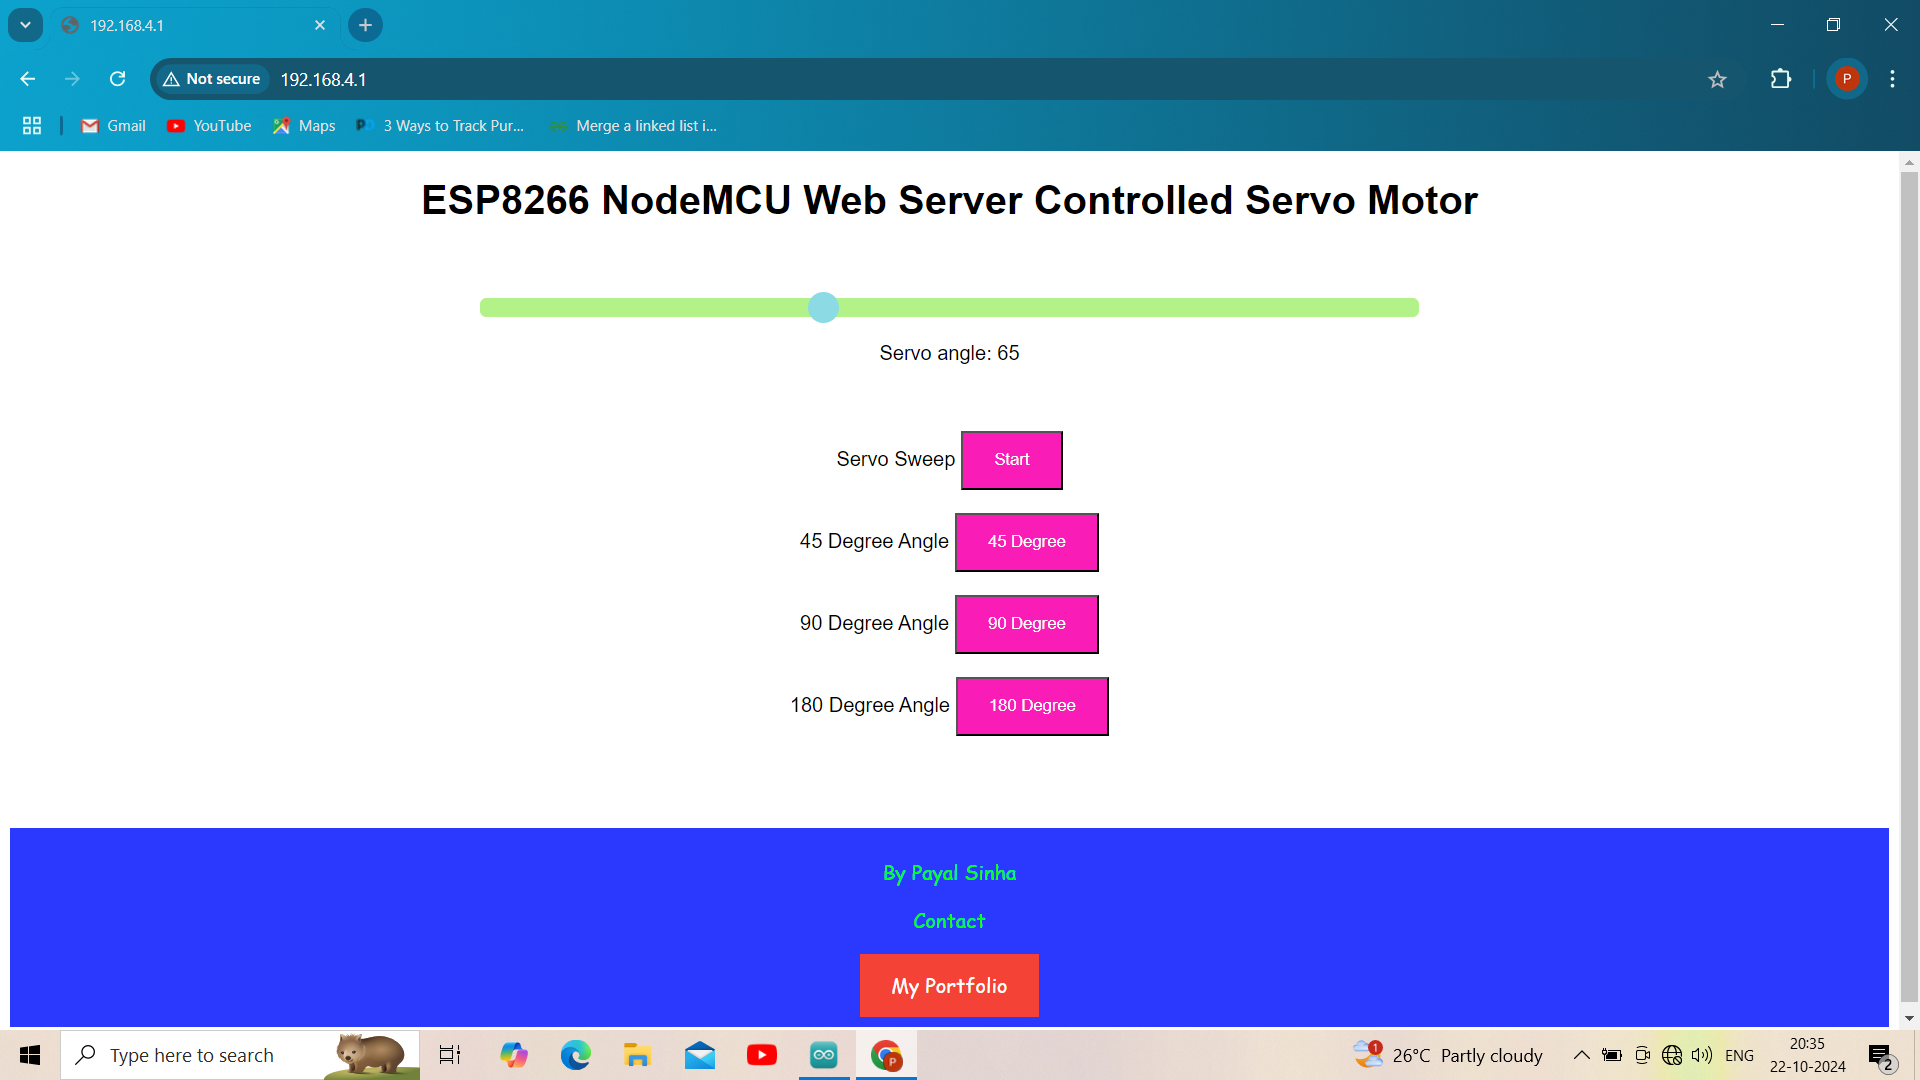 192.168.4.1
Not secure 192.168.4.1
Gmail YouTube Maps 3 Ways to Track Pur... Merge a linked list i...
ESP8266 NodeMCU Web Server Controlled Servo Motor
Servo angle: 65
Servo Sweep Start
45 Degree Angle 45 Degree
90 Degree Angle 90 Degree
180 Degree Angle 180 Degree
By Payal Sinha
Contact
My Portfolio
Type here to search
1 26°C Partly cloudy ENG 20:35
22-10-2024 2
P
P